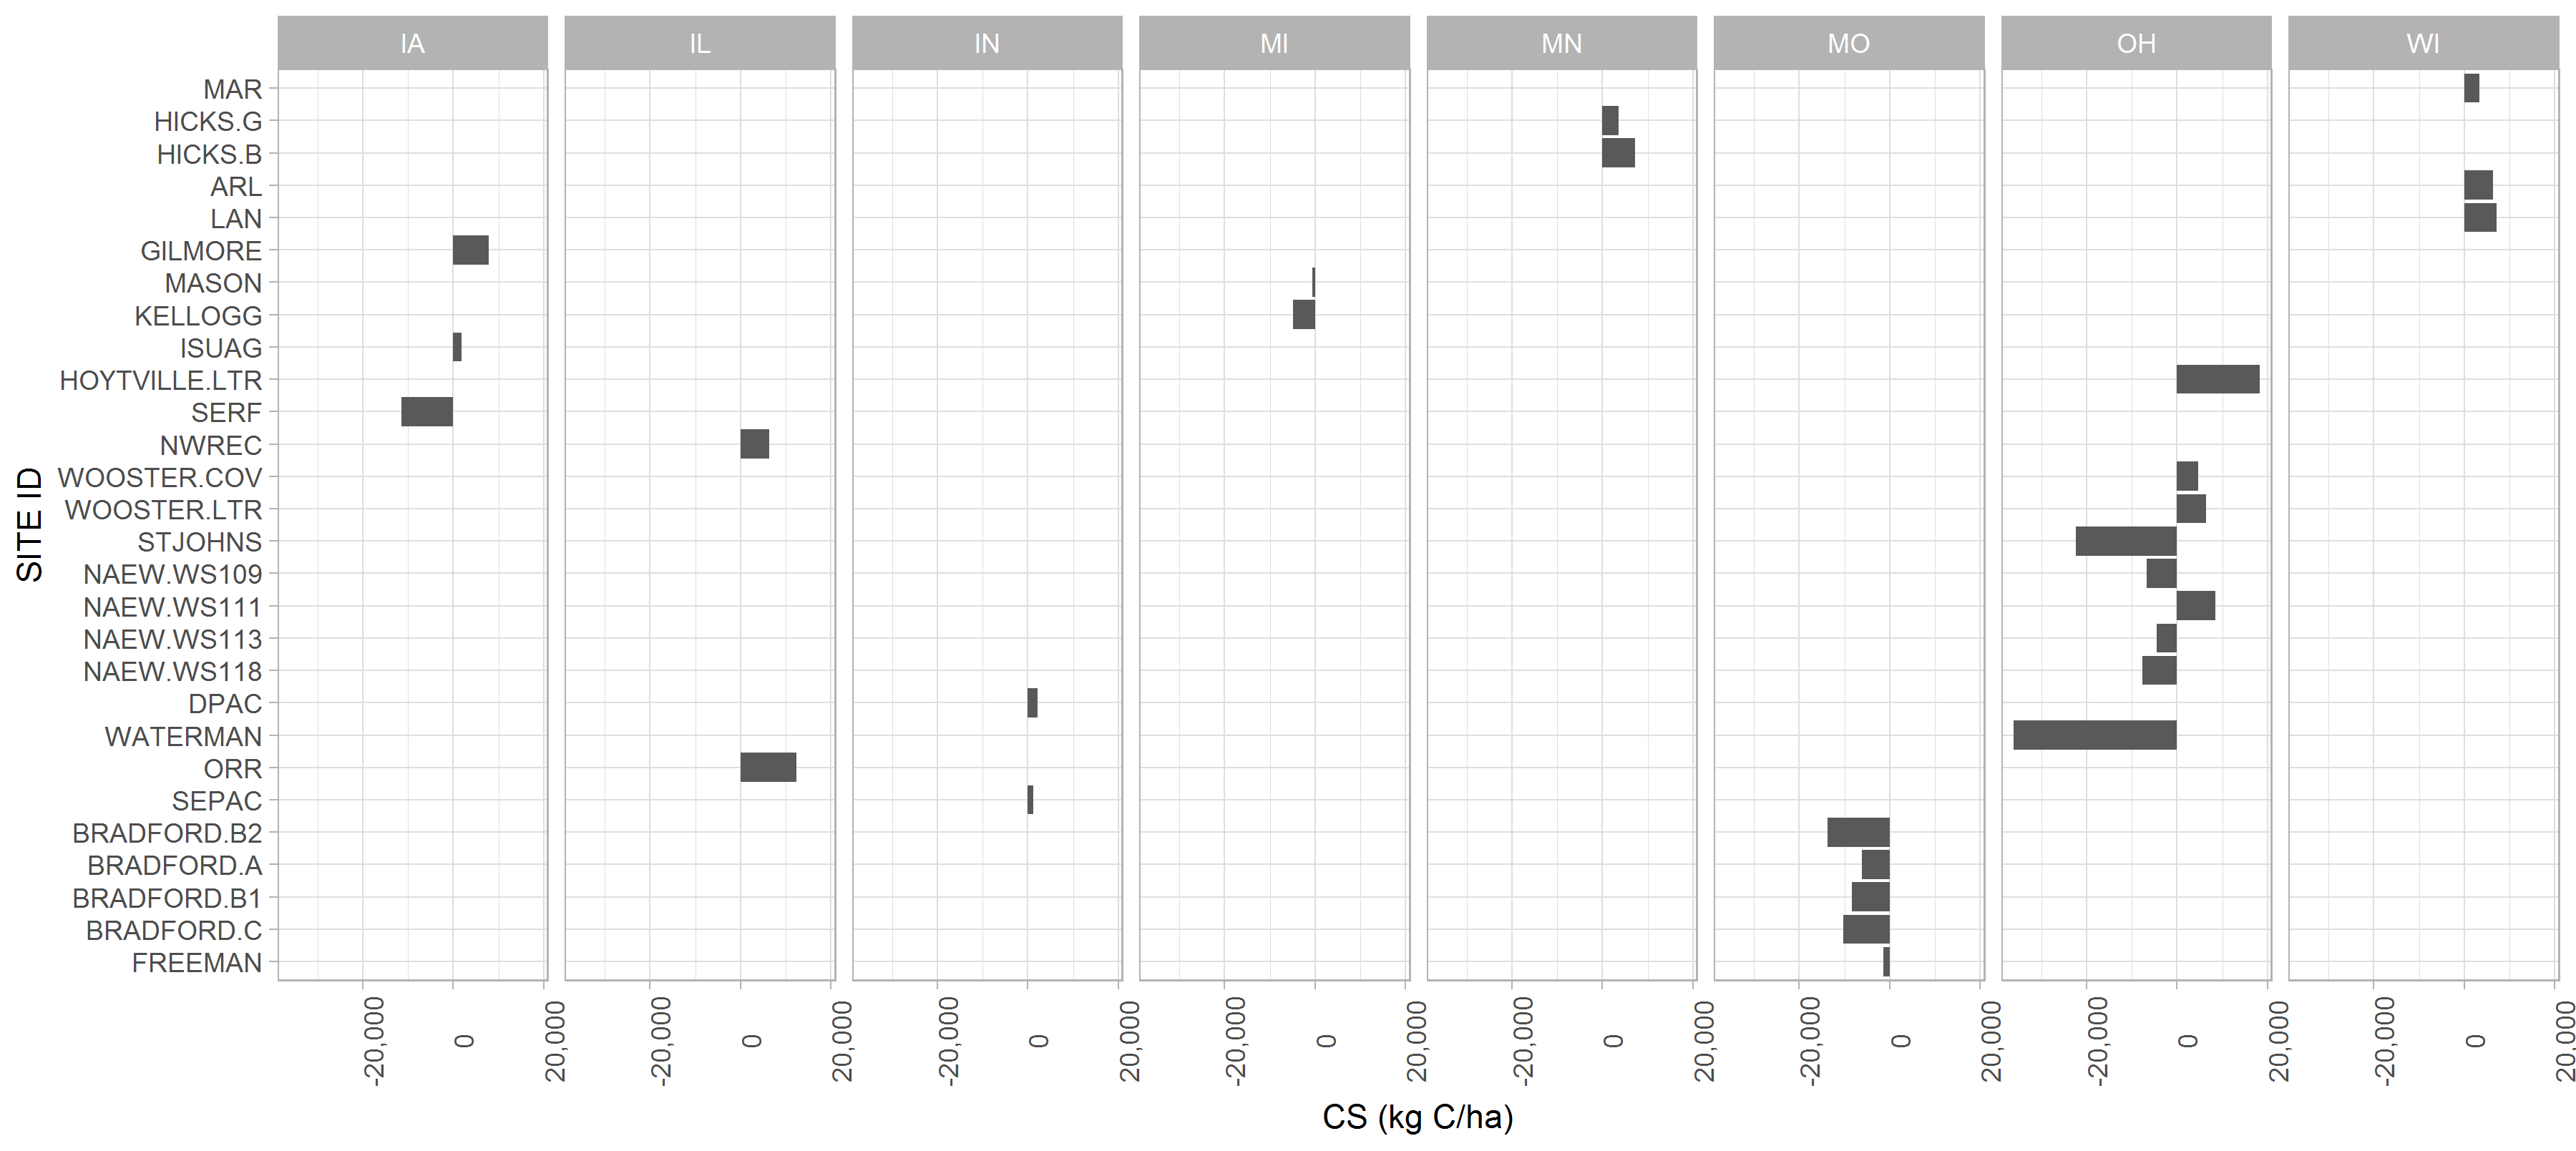 IA IL IN MI MN MO OH WI
MAR
HICKS.G
HICKS.B
ARL
LAN
GILMORE
MASON
KELLOGG
ISUAG
HOYTVILLE.LTR
SERF
NWREC
WOOSTER.COV
WOOSTER.LTR
STJOHNS
NAEW.WS109
NAEW.WS111
NAEW.WS113
NAEW.WS118
DPAC
WATERMAN
ORR
SEPAC
BRADFORD.B2
BRADFORD.A
BRADFORD.B1
BRADFORD.C
FREEMAN
SITE ID
-20,000 0 20,000 -20,000 0 20,000 -20,000 0 20,000 -20,000 0 20,000 -20,000 0 20,000 -20,000 0 20,000 -20,000 0 20,000 -20,000 0 20,000
CS (kg C/ha)